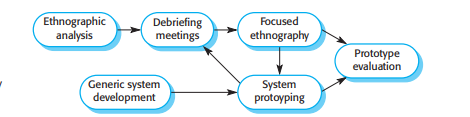 Ethnographic
analysis
Debriefing
meetings
Focused
ethnography
Prototype
evaluation
Generic system
development
System
protoyping